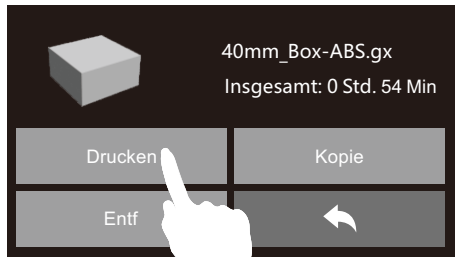 40mm_Box-ABS.gx
Insgesamt: 0 Std. 54 Min
Drucken
Kopie
Entf